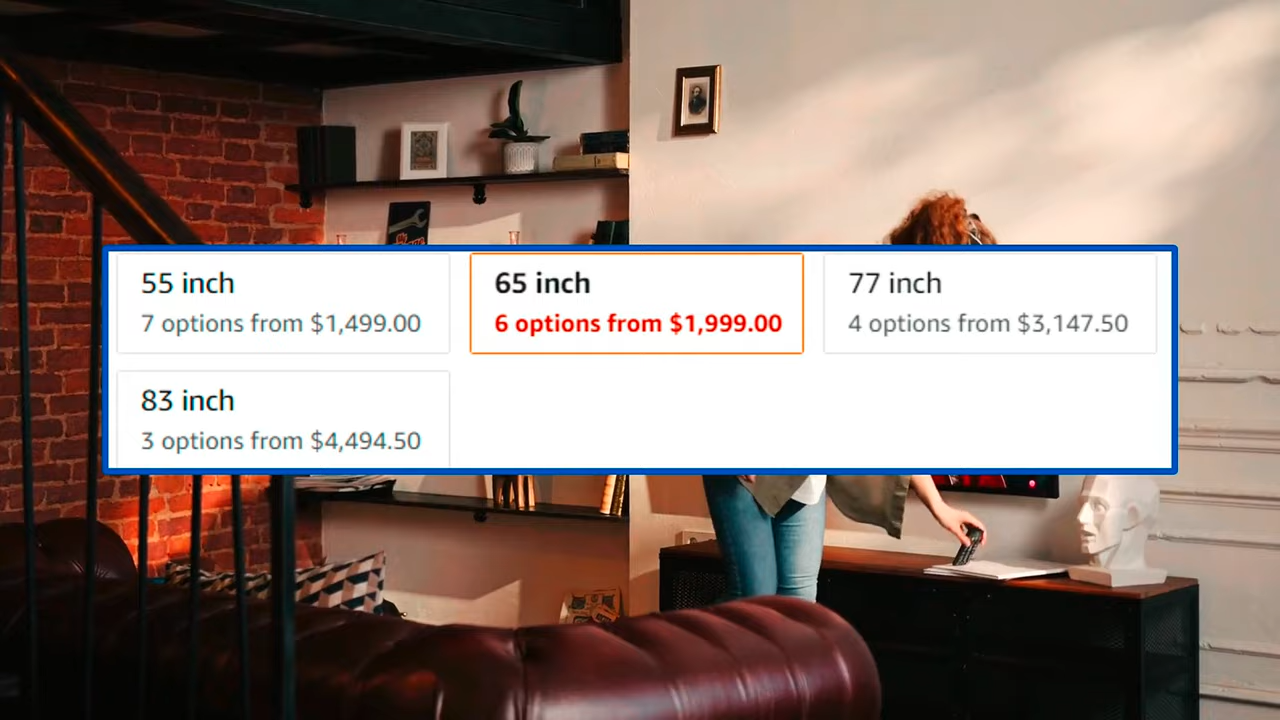 55 inch
7 options from $1,499.00
65 inch
6 options from $1,999.00
77 inch
4 options from $3,147.50
83 inch
3 options from $4,494.50